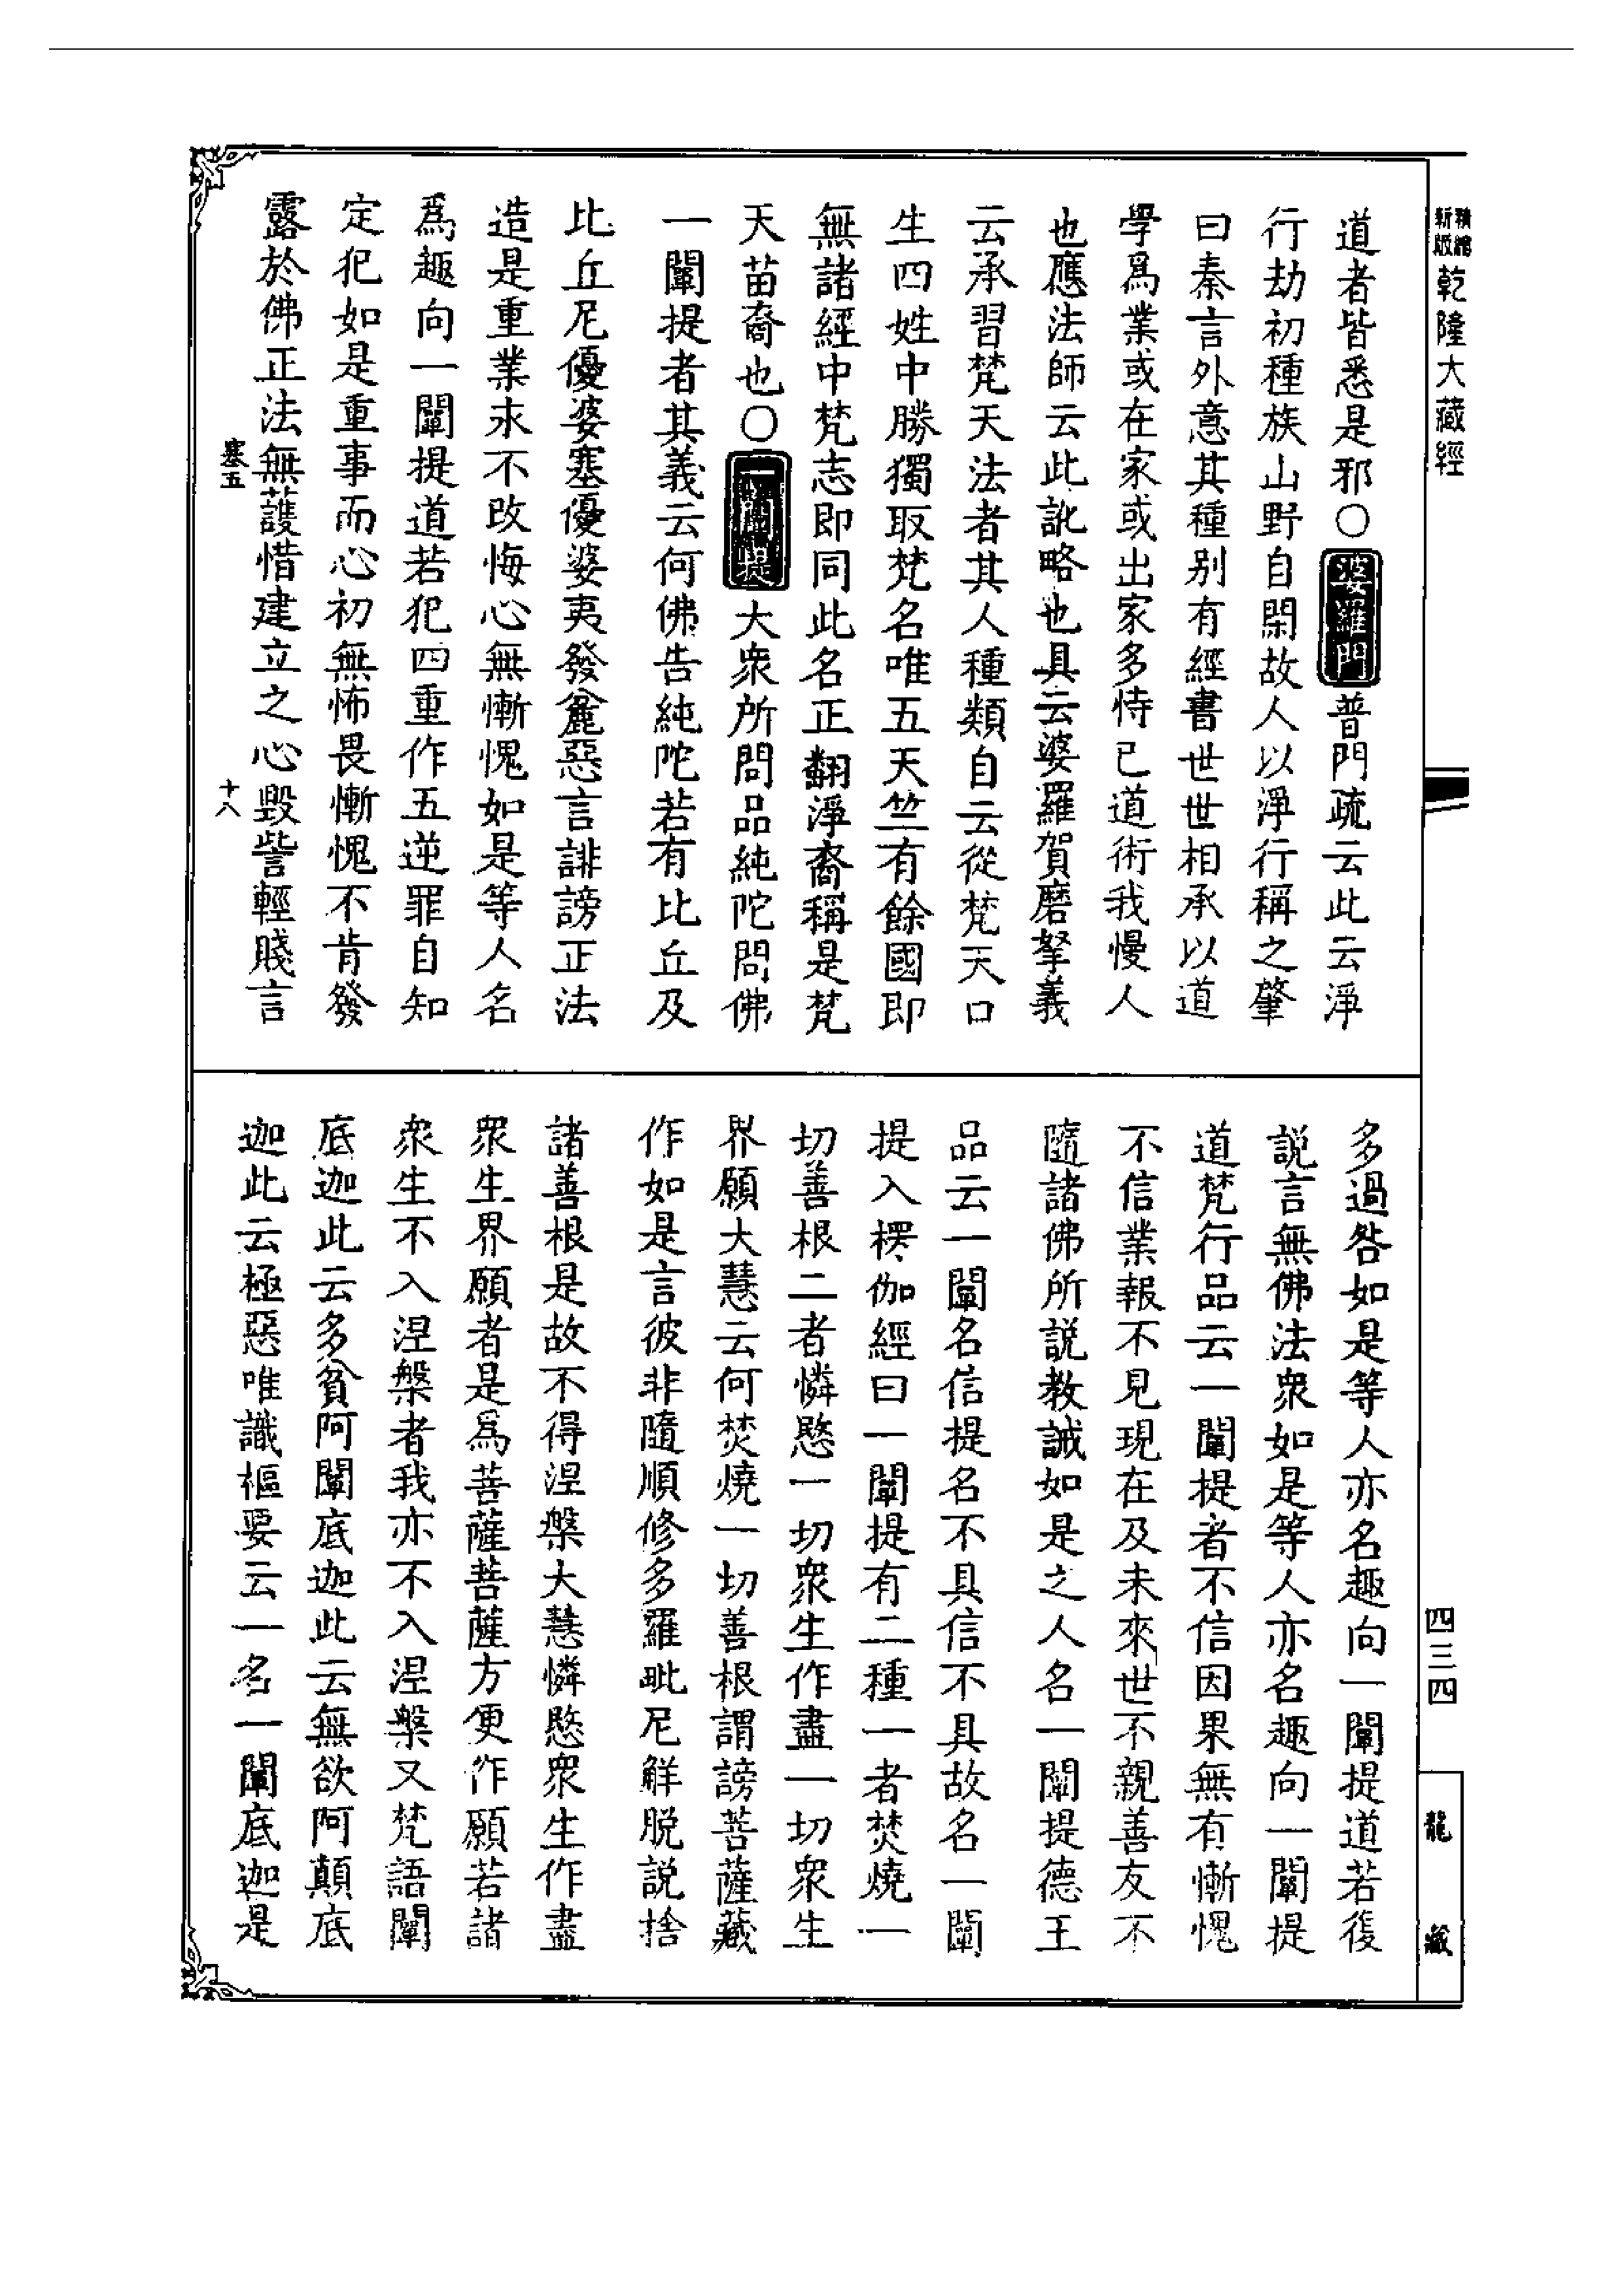 新版精縮乾隆大藏經
道者皆悉是邪○婆羅門普門疏云此云淨
行劫初種族山野自閑故人以淨行稱之肇
曰秦言外意其種別有經書世世相承以道
學爲業或在家或出家多恃已道術我慢人
也應法師云此訛略也具云婆羅賀磨拏義
云承習梵天法者其人種類自云從梵天口
生四姓中勝獨取梵名唯五天竺有餘國即
無諸經中梵志即同此名正翻淨裔稱是梵
天苗裔也○一闡提大衆所問品純陀問佛
一闡提者其義云何佛告純陀若有比丘及
比丘尼優婆塞優婆夷發麤惡言誹謗正法
造是重業永不改悔心無慚愧如是等人名
爲趣向一闡提道若犯四重作五逆罪自知
定犯如是重事而心初無怖畏慚愧不肯發
露於佛正法無護惜建立之心毀訾輕賤言
塞五 十八
多過咎如是等人亦名趣向一闡提道若復
説言無佛法衆如是等人亦名趣向一闡提
道梵行品云一闡提者不信因果無有慚愧
不信業報不見現在及未來世不親善友不
隨諸佛所説教誡如是之人名一闡提德王
品云一闡名信提名不具信不具故名一闡
提入楞伽經曰一闡提有二種一者焚燒一
切善根二者憐愍一切衆生作盡一切衆生
界願大慧云何焚燒一切善根謂謗菩薩藏
作如是言彼非隨順修多羅毗尼解脱説捨
諸善根是故不得涅槃大慧憐愍衆生作盡
衆生界願者是爲菩薩菩薩方便作願若諸
衆生不入涅槃者我亦不入涅槃又梵語闡
底迦此云多貪阿闡底迦此云無欲阿顛底
迦此云極惡唯識樞要云一名一闡底迦是
四三四
龍藏